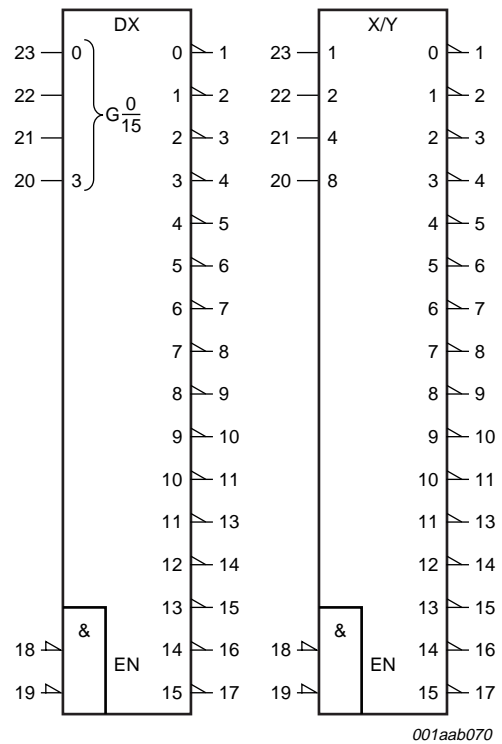 DX X/Y
23 0 0 1 23 1 0 1
22 1 2 22 2 1 2
G 0/15
21 2 3 21 4 2 3
20 3 3 4 20 8 3 4
4 5 4 5
5 6 5 6
6 7 6 7
7 8 7 8
8 9 8 9
9 10 9 10
10 11 10 11
11 13 11 13
12 14 12 14
13 15 13 15
& &
18 14 16 18 14 16
EN EN
19 15 17 19 15 17
001aab070